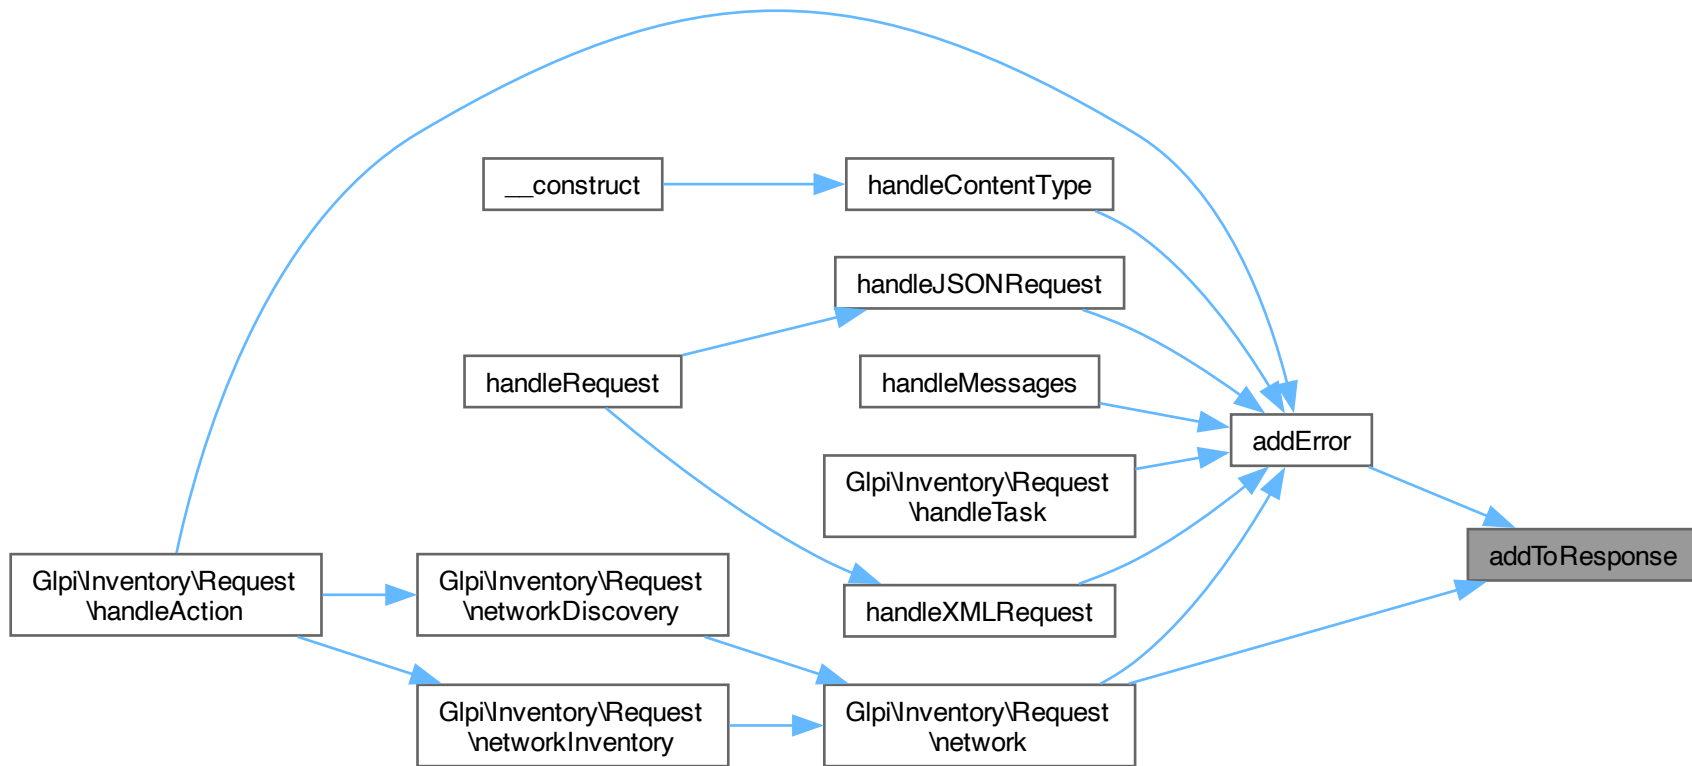 __construct
handleContentType
handleJSONRequest
handleRequest
handleMessages
addError
Glpi\Inventory\Request
\handleTask
addToResponse
Glpi\Inventory\Request
\handleAction
Glpi\Inventory\Request
\networkDiscovery
handleXMLRequest
Glpi\Inventory\Request
\networkInventory
Glpi\Inventory\Request
\network